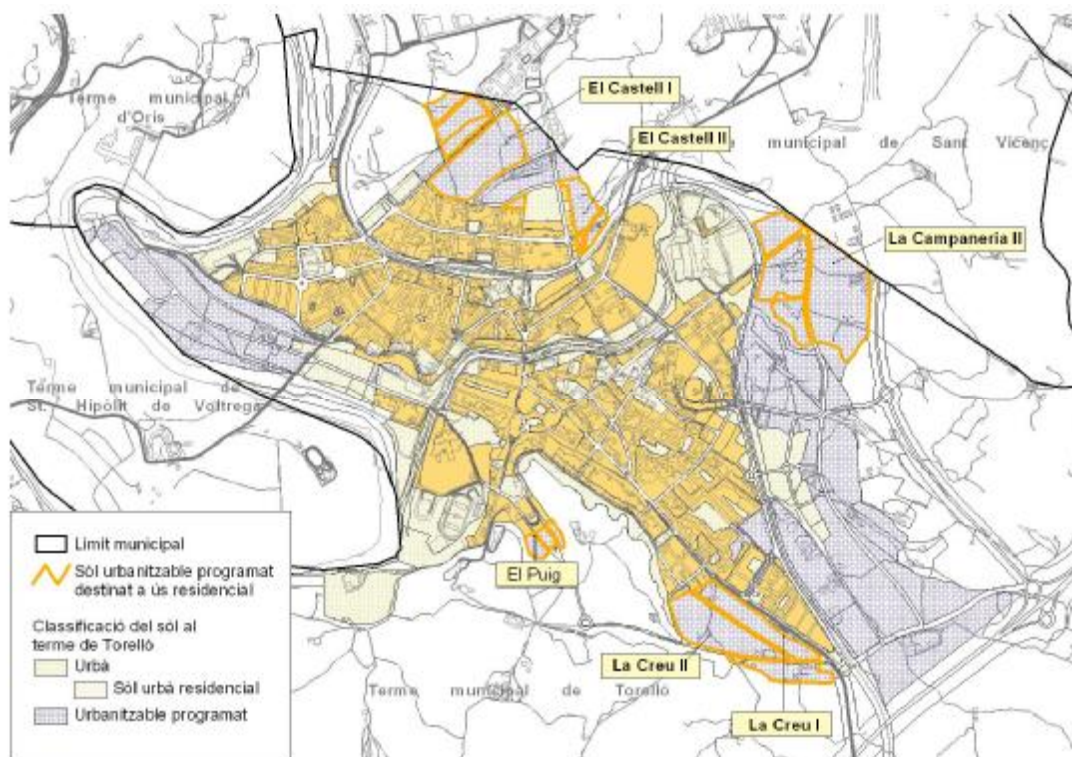 Terme municipal
d'Orís
El Castell I
El Castell II
municipal de Sant Vicenç
La Campaneria II
Terme municipal de
St. Hipòlit de Voltregà
El Puig
La Creu II
Terme municipal de Torelló
La Creu I
Límit municipal
Sòl urbanitzable programat
destinat a ús residencial
Classificació del sòl al
terme de Torelló
Urbà
Sòl urbà residencial
Urbanitzable programat